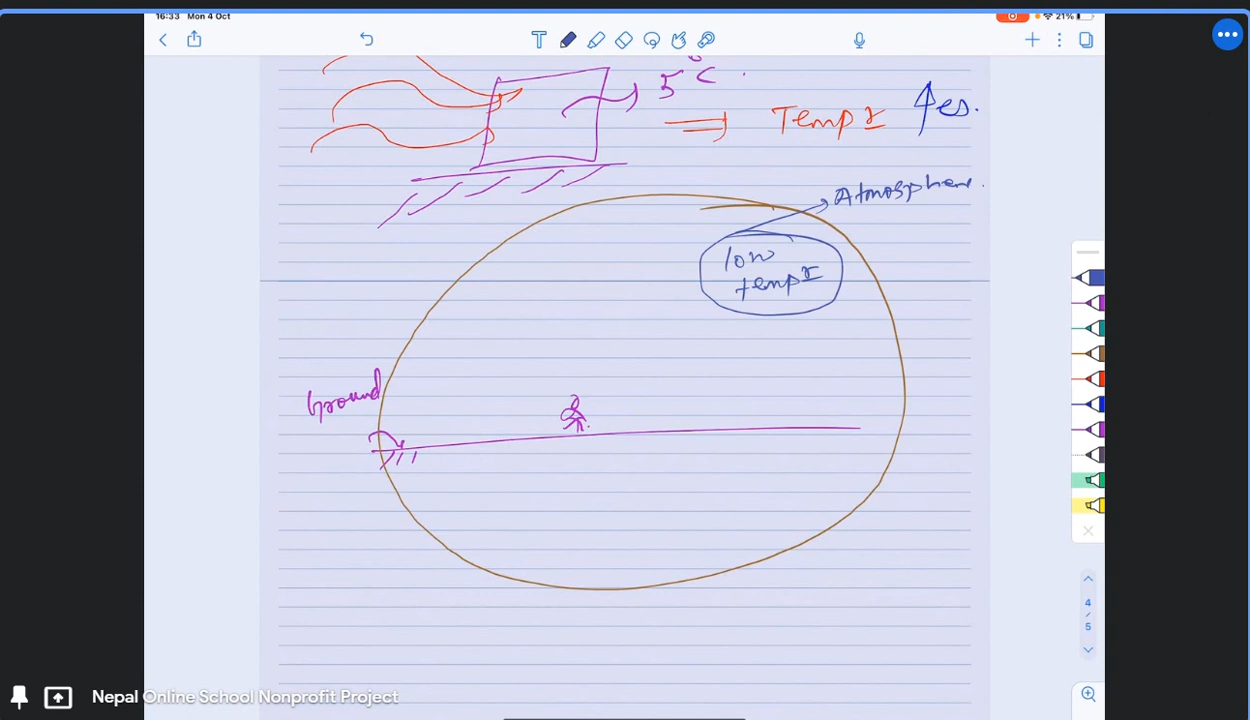 16:33 Mon 4 Oct
21%
T
5°C
Temp r ↑es.
Atmosphere.
low
temp r
Ground
4
/
5
Nepal Online School Nonprofit Project